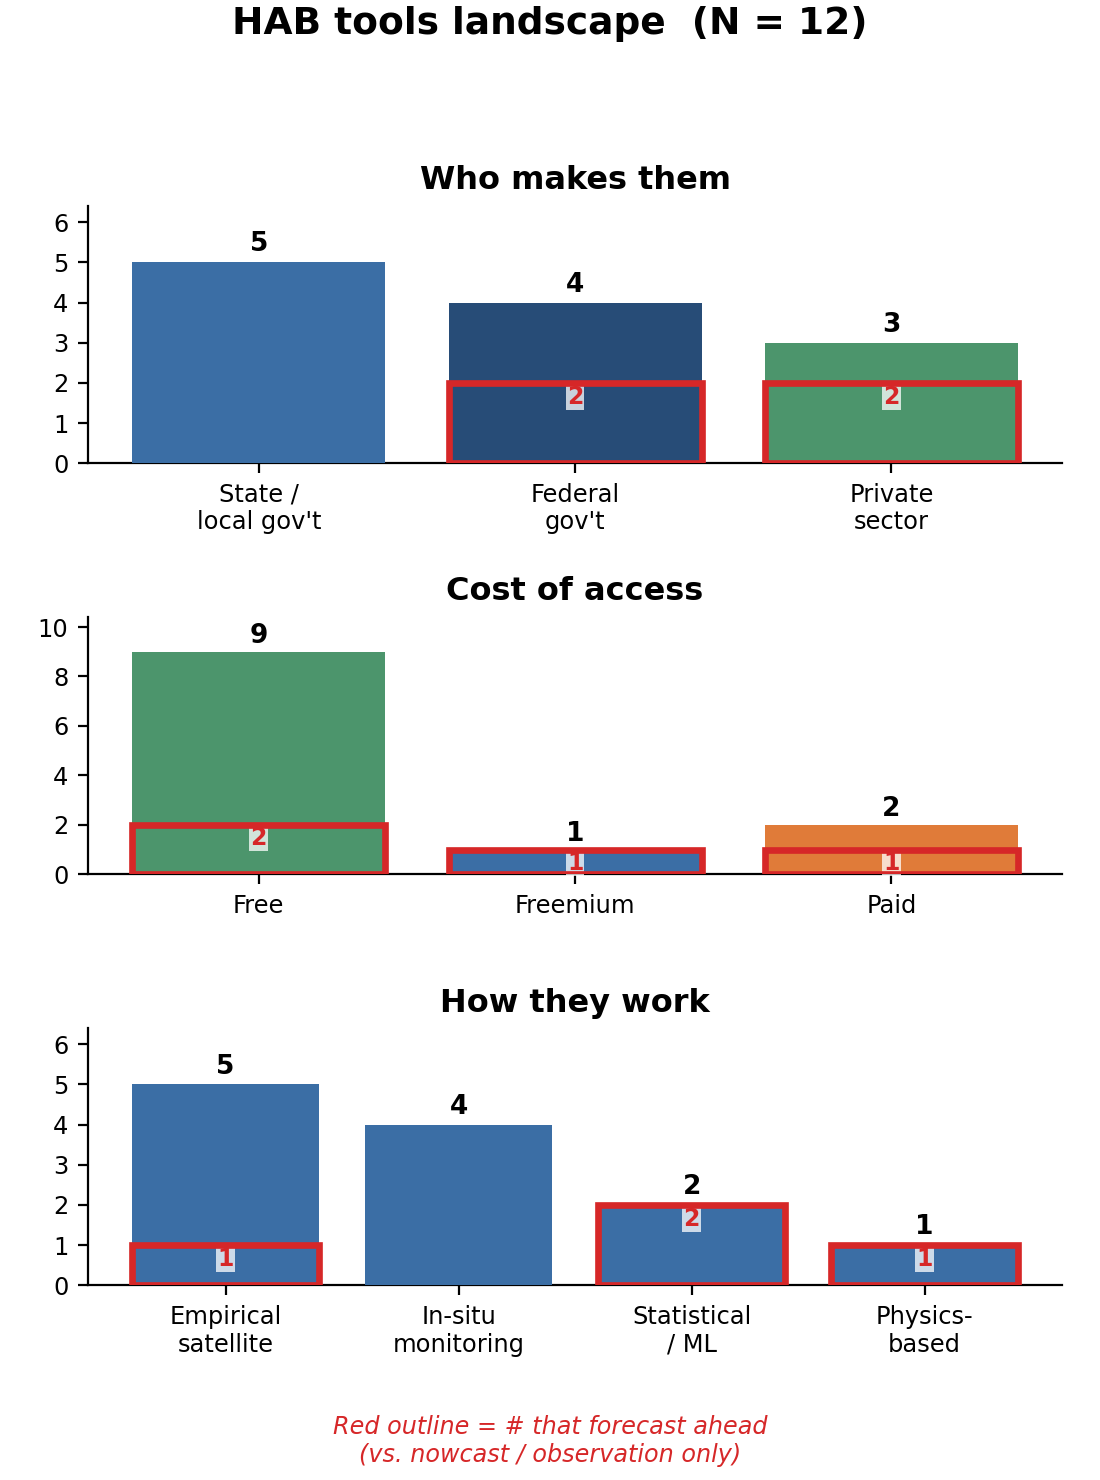 HAB tools landscape  (N = 12)
Who makes them
6
5
4
3
2
1
0
5
4
3
2
2
State /
local gov't
Federal
gov't
Private
sector
Cost of access
10
8
6
4
2
0
9
1
2
2
1
1
Free
Freemium
Paid
How they work
6
5
4
3
2
1
0
5
4
2
1
1
2
1
Empirical
satellite
In-situ
monitoring
Statistical
/ ML
Physics-
based
Red outline = # that forecast ahead
(vs. nowcast / observation only)